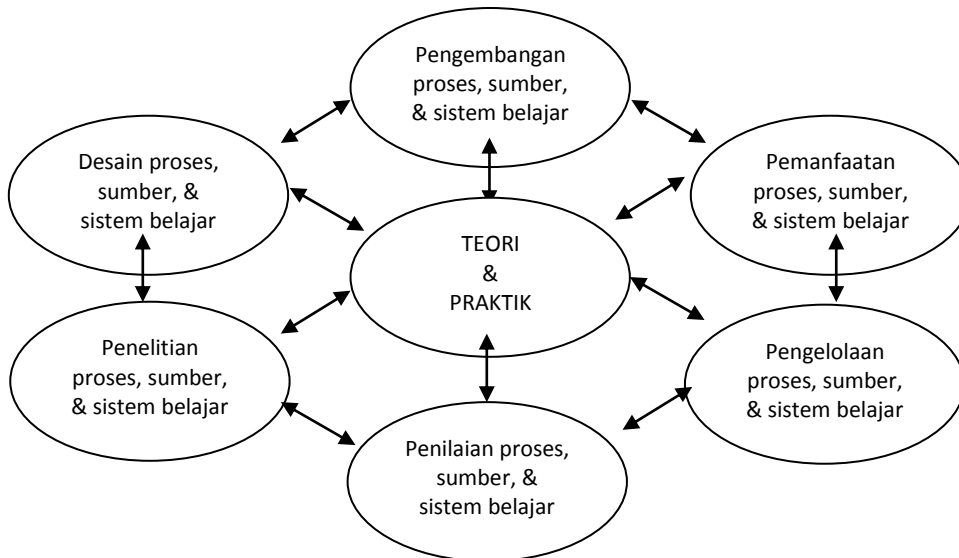 Pengembangan
proses, sumber,
& sistem belajar
Desain proses,
sumber, &
sistem belajar
Pemanfaatan
proses, sumber,
& sistem belajar
TEORI
&
PRAKTIK
Penelitian
proses, sumber,
& sistem belajar
Pengelolaan
proses, sumber,
& sistem belajar
Penilaian proses,
sumber, &
sistem belajar